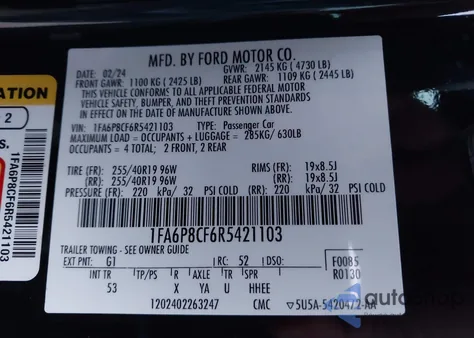 MFD. BY FORD MOTOR CO.
02/24 GVWR: 2145 KG ( 4730 LB)
FRONT GAWR: 1100 KG ( 2425 LB) REAR GAWR: 1109 KG ( 2445 LB)
THIS VEHICLE CONFORMS TO ALL APPLICABLE FEDERAL MOTOR
VEHICLE SAFETY, BUMPER, AND THEFT PREVENTION STANDARDS
IN EFFECT ON THE DATE OF MANUFACTURE SHOWN ABOVE.
VIN: 1FA6P8CF6R5421103 TYPE: Passenger Car
MAXIMUM LOAD = OCCUPANTS + LUGGAGE = 285KG/ 630LB
OCCUPANTS = 4 TOTAL: 2 FRONT, 2 REAR
TIRE (FR): 255/40R19 96W RIMS (FR): 19x8.5J
(RR): 255/40R19 96W (RR): 19x8.5J
PRESSURE (FR): 220 kPa/ 32 PSI COLD (RR): 220 kPa/ 32 PSI COLD
1FA6P8CF6R5421103
TRAILER TOWING - SEE OWNER GUIDE
EXT PNT: G1 RC: 52 DSO: F0085
R0130
INT TR TP/PS R AXLE TR SPR
53 X YA U HHEE
1202402263247 CMC 5U5A-5420472-AA
ATION
2
1FA6P8CF6R5421103